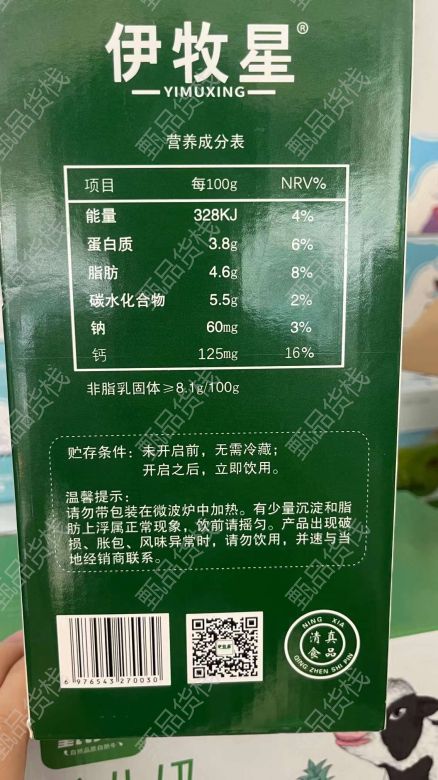 伊牧星®
YIMUXING
营养成分表
项目 每100g NRV%
能量 328KJ 4%
蛋白质 3.8g 6%
脂肪 4.6g 8%
碳水化合物 5.5g 2%
钠 60mg 3%
钙 125mg 16%
非脂乳固体≥8.1g/100g
贮存条件：未开启前，无需冷藏；
开启之后，立即饮用。
温馨提示：
请勿带包装在微波炉中加热。有少量沉淀和脂
肪上浮属正常现象，饮前请摇匀。产品出现破
损、胀包、风味异常时，请勿饮用，并速与当
地经销商联系。
6 976543 270030
NING XIA
清真
食品
QING ZHEN SHI PIN
甄品货栈